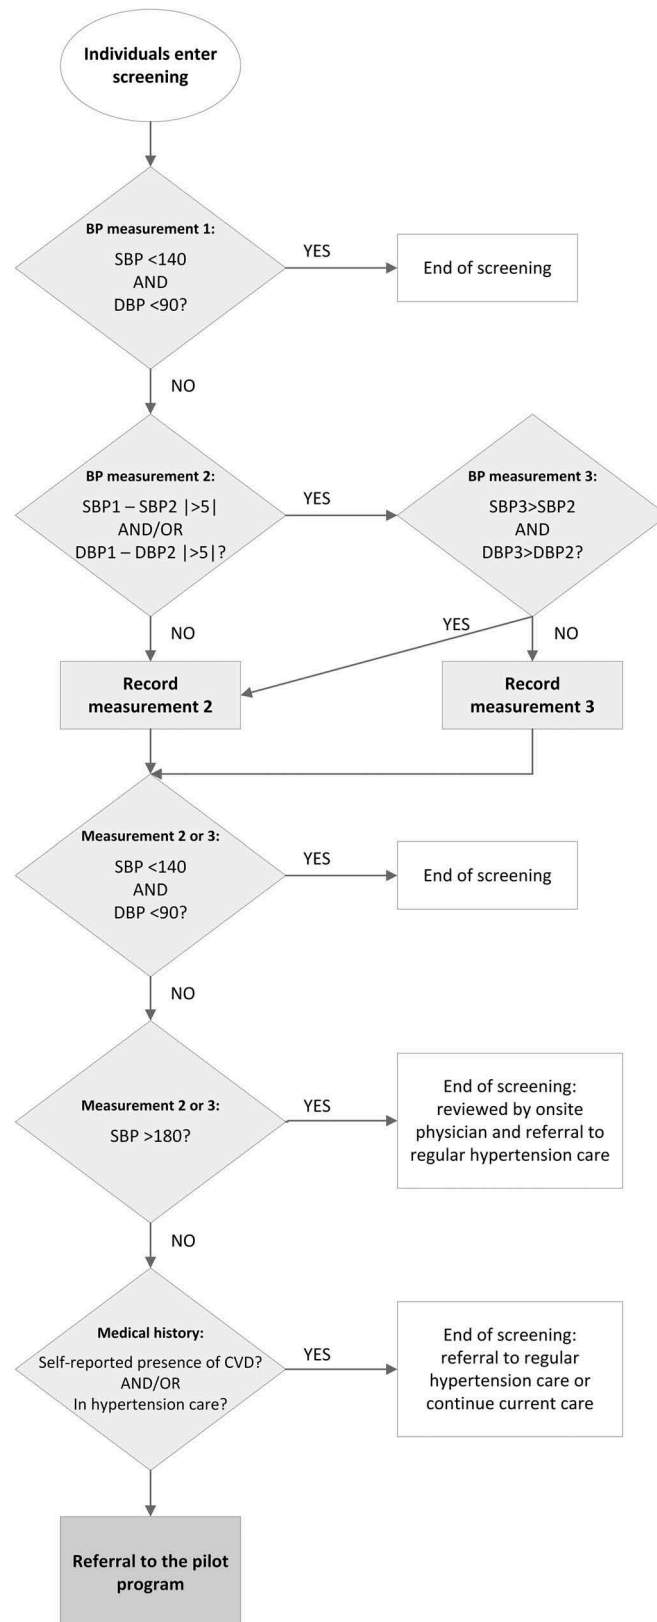 Individuals enter
screening
BP measurement 1:
SBP <140
AND
DBP <90?
YES
End of screening
NO
BP measurement 2:
SBP1 – SBP2 |>5|
AND/OR
DBP1 – DBP2 |>5|?
YES
BP measurement 3:
SBP3>SBP2
AND
DBP3>DBP2?
NO
YES
NO
Record
measurement 2
Record
measurement 3
Measurement 2 or 3:
SBP <140
AND
DBP <90?
YES
End of screening
NO
Measurement 2 or 3:
SBP >180?
YES
End of screening:
reviewed by onsite
physician and referral to
regular hypertension care
NO
Medical history:
Self-reported presence of CVD?
AND/OR
In hypertension care?
YES
End of screening:
referral to regular
hypertension care or
continue current care
Referral to the pilot
program